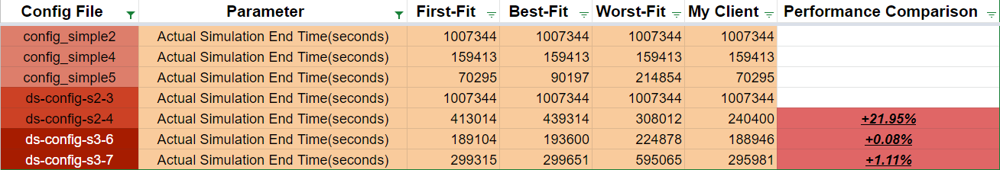 Config File Parameter First-Fit Best-Fit Worst-Fit My Client Performance Comparison
config_simple2 Actual Simulation End Time(seconds) 1007344 1007344 1007344 1007344
config_simple4 Actual Simulation End Time(seconds) 159413 159413 159413 159413
config_simple5 Actual Simulation End Time(seconds) 70295 90197 214854 70295
ds-config-s2-3 Actual Simulation End Time(seconds) 1007344 1007344 1007344 1007344
ds-config-s2-4 Actual Simulation End Time(seconds) 413014 439314 308012 240400 +21.95%
ds-config-s3-6 Actual Simulation End Time(seconds) 189104 193600 224878 188946 +0.08%
ds-config-s3-7 Actual Simulation End Time(seconds) 299315 299651 595065 295981 +1.11%